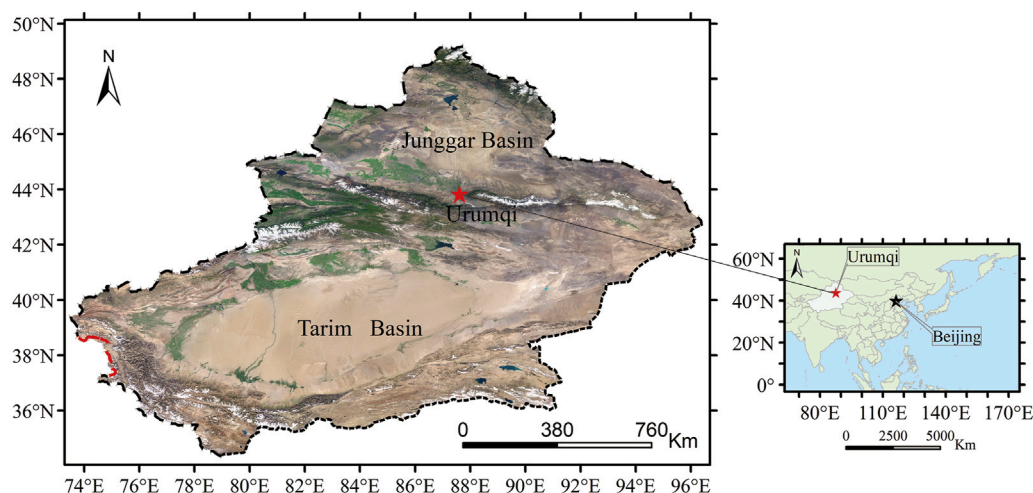 50°N
N
48°N
46°N
Junggar Basin
44°N
Urumqi
42°N
40°N
Tarim Basin
38°N
36°N
0 380 760 Km
74°E 76°E 78°E 80°E 82°E 84°E 86°E 88°E 90°E 92°E 94°E 96°E
60°N
N
Urumqi
40°N
Beijing
20°N
0°
80°E 110°E 140°E 170°E
0 2500 5000 Km